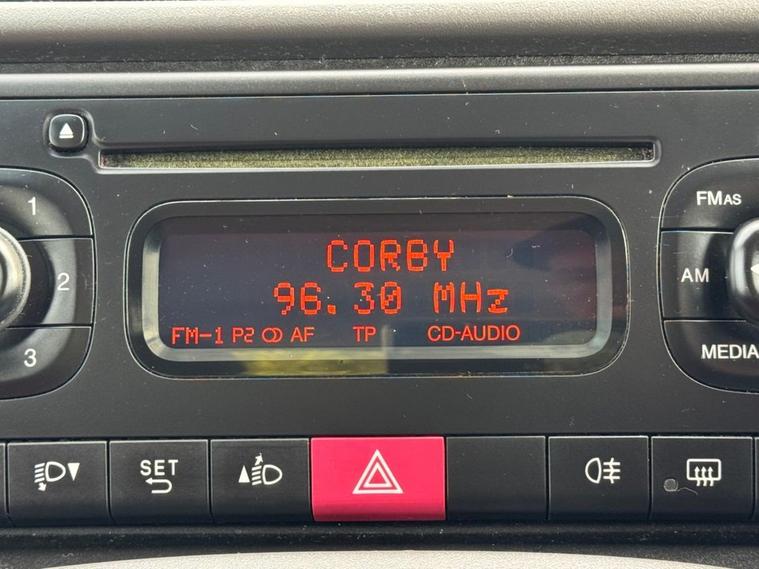 1
FMAS
CORBY
2
AM
96.30 MHz
FM-1 P2 AF TP CD-AUDIO
3
MEDIA
SET